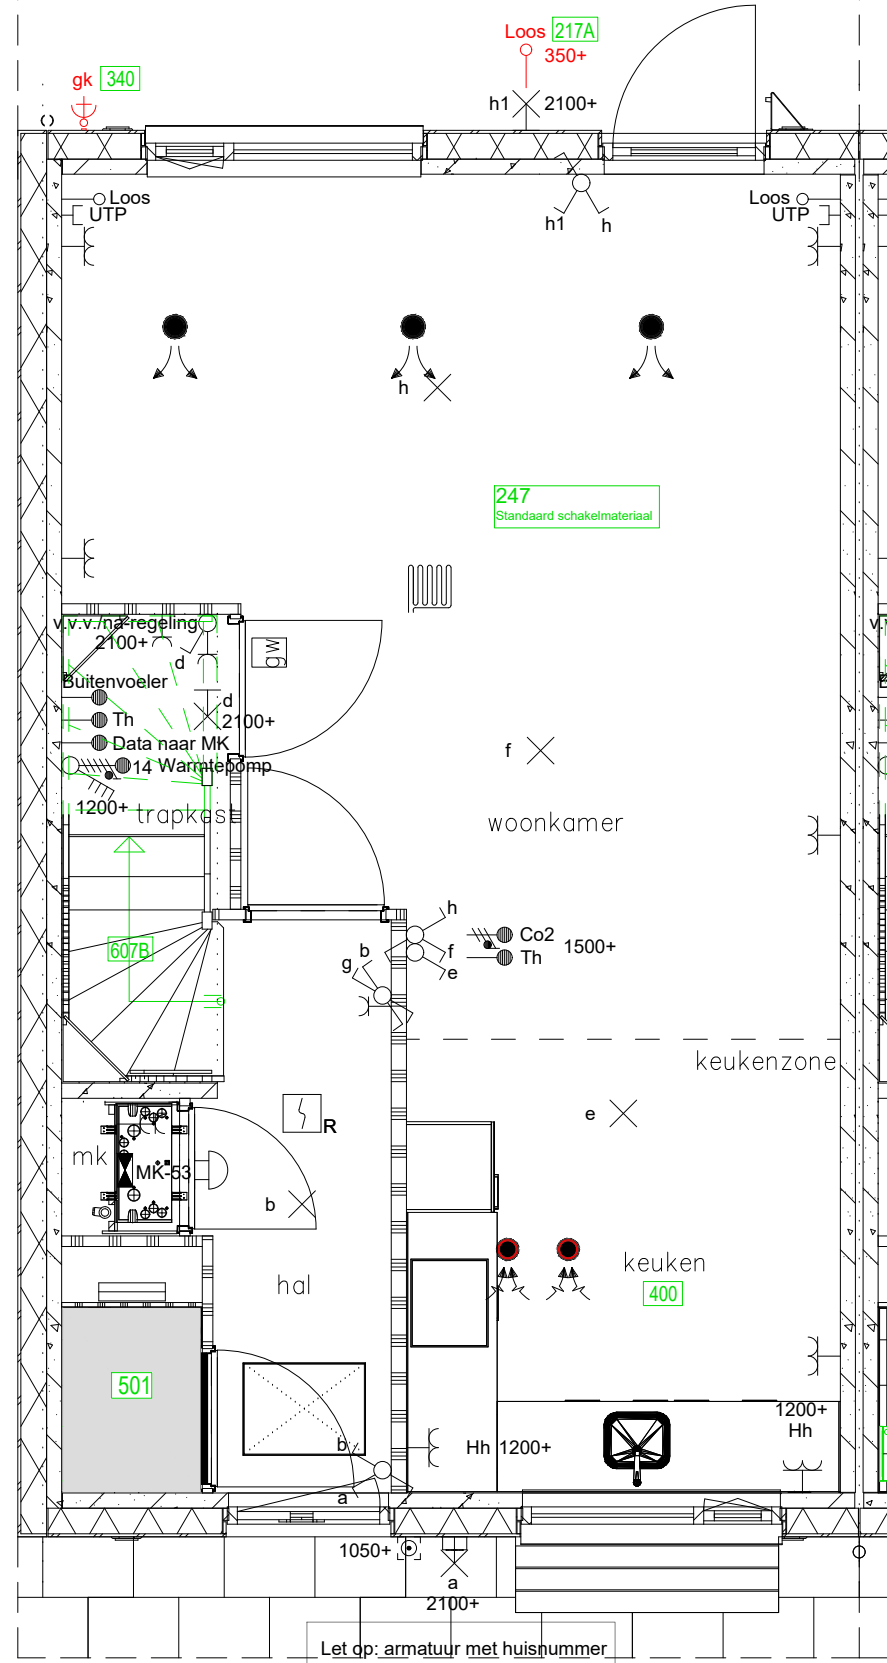 Loos 217A
350+
gk 340
h1 2100+
Loos
UTP
Loos
UTP
h1 h
h
247
Standaard schakelmateriaal
v.v.v./na-regeling
2100+
d
gw
Buitenvoeler
d
2100+
Th
Data naar MK
14 Warmtepomp
1200+
trapkast
f
woonkamer
h
b
f
g
e
Co2
1500+
Th
607B
keukenzone
e
R
mk
MK-53
b
hal
keuken
400
501
1200+
Hh
b
Hh 1200+
a
1050+
a
2100+
Let op: armatuur met huisnummer